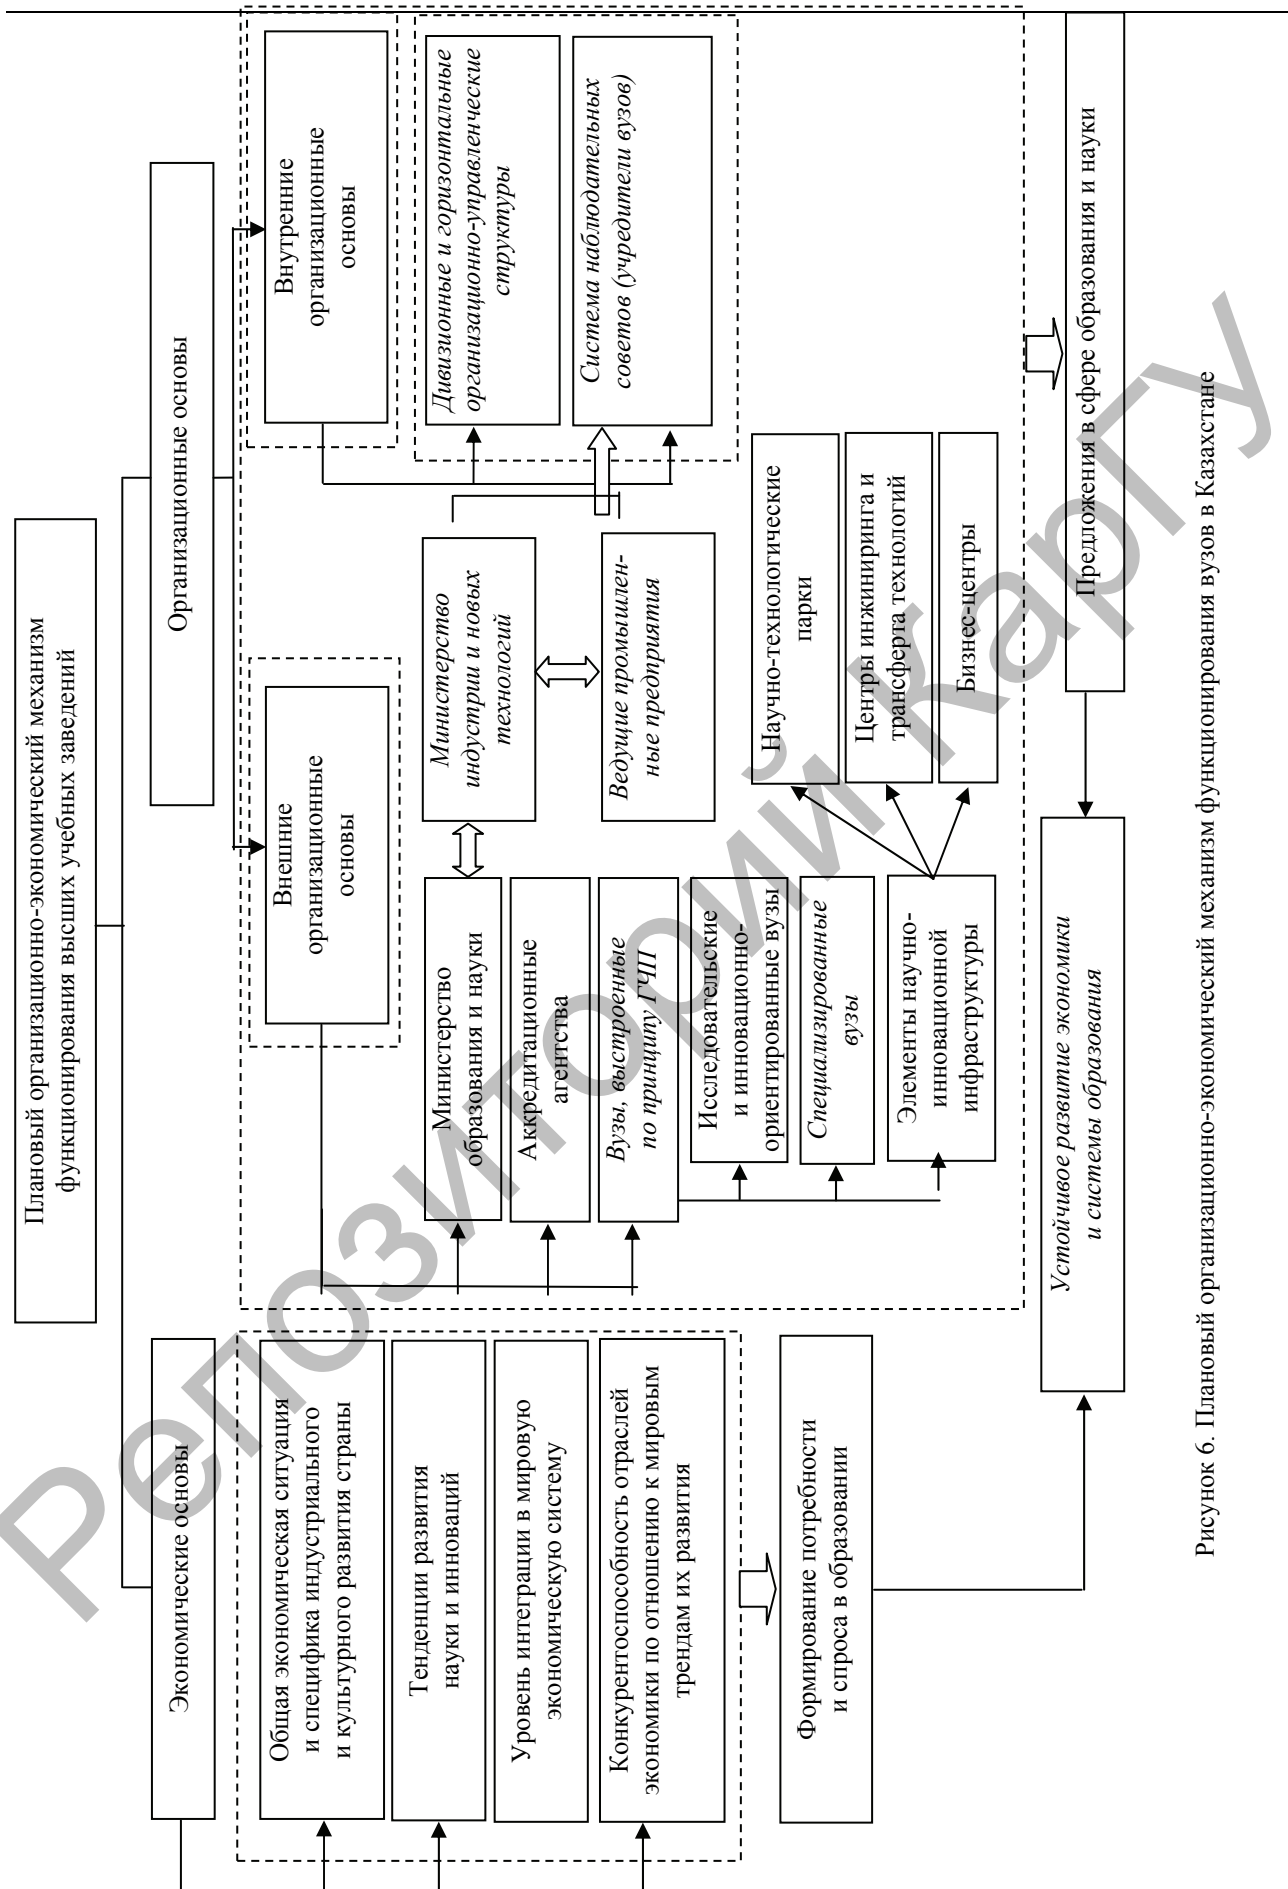 Плановый организационно-экономический механизм
функционирования высших учебных заведений
Экономические основы
Организационные основы
Общая экономическая ситуация
и специфика индустриального
и культурного развития страны
Тенденции развития
науки и инноваций
Уровень интеграции в мировую
экономическую систему
Конкурентоспособность отраслей
экономики по отношению к мировым
трендам их развития
Формирование потребности
и спроса в образовании
Внешние
организационные
основы
Внутренние
организационные
основы
Министерство
образования и науки
Аккредитационные
агентства
Вузы, выстроенные
по принципу ГЧП
Исследовательские
и инновационно-
ориентированные вузы
Специализированные
вузы
Элементы научно-
инновационной
инфраструктуры
Министерство
индустрии и новых
технологий
Ведущие промышлен-
ные предприятия
Научно-технологические
парки
Центры инжиниринга и
трансферта технологий
Бизнес-центры
Дивизионные и горизонтальные
организационно-управленческие
структуры
Система наблюдательных
советов (учредители вузов)
Предложения в сфере образования и науки
Устойчивое развитие экономики
и системы образования
Рисунок 6. Плановый организационно-экономический механизм функционирования вузов в Казахстане
Репозиторий КарГУ